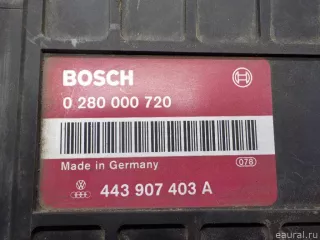 BOSCH
0 280 000 720
Made in Germany
078
443 907 403 A
eaural.ru